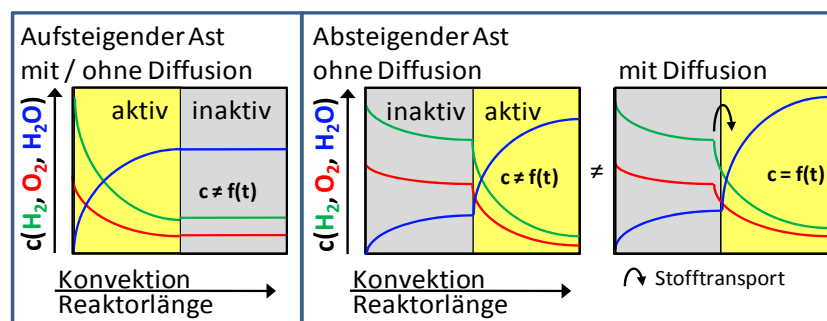 Aufsteigender Ast
mit / ohne Diffusion
c(H2, O2, H2O)
aktiv
inaktiv
c ≠ f(t)
Konvektion
Reaktorlänge
Absteigender Ast
ohne Diffusion
c(H2, O2, H2O)
inaktiv
aktiv
c ≠ f(t)
Konvektion
Reaktorlänge
≠
mit Diffusion
c = f(t)
Stofftransport